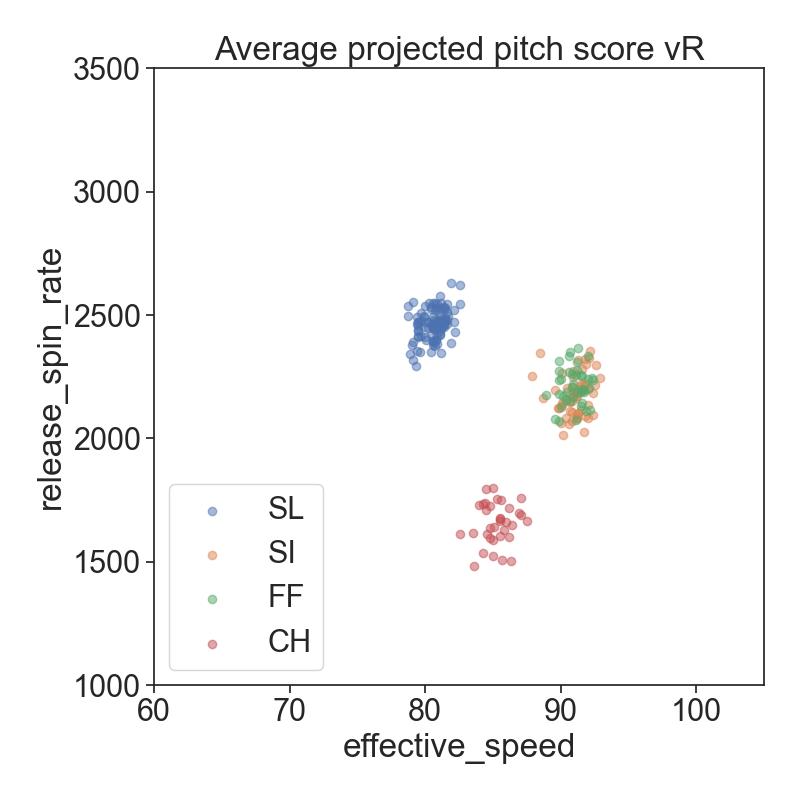 Average projected pitch score vR
3500
3000
2500
2000
1500
1000
release_spin_rate
SL
SI
FF
CH
60
70
80
90
100
effective_speed